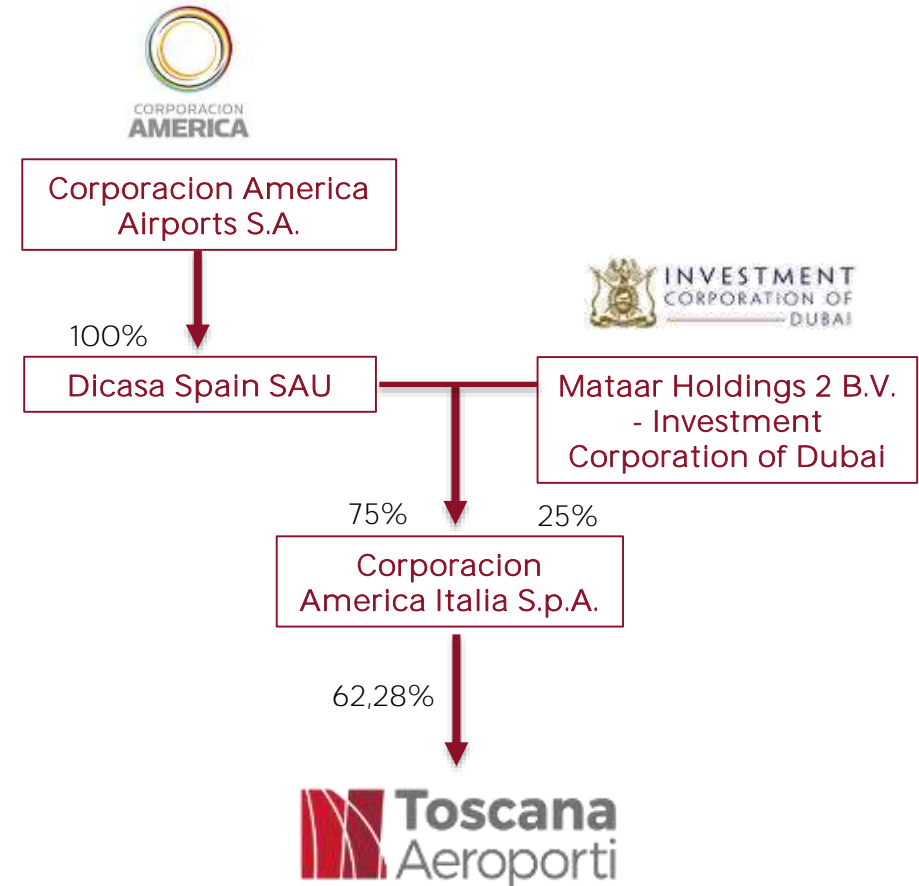 CORPORACION
AMERICA
Corporacion America
Airports S.A.
INVESTMENT
CORPORATION OF
DUBAI
100%
Dicasa Spain SAU
Mataar Holdings 2 B.V.
- Investment
Corporation of Dubai
75%
25%
Corporacion
America Italia S.p.A.
62,28%
Toscana
Aeroporti